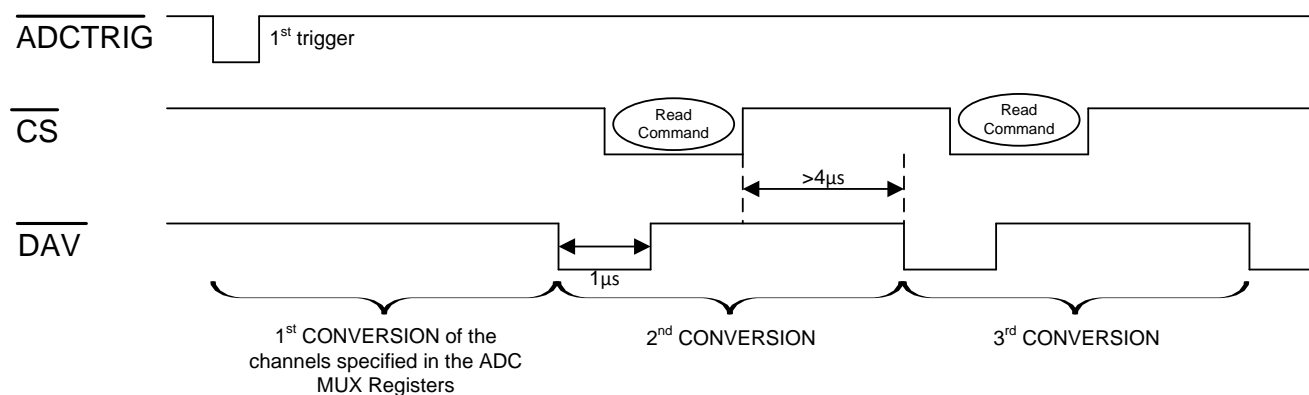 ADCTRIG
1st trigger
CS
Read
Command
Read
Command
>4µs
DAV
1µs
1st CONVERSION of the
channels specified in the ADC
MUX Registers
2nd CONVERSION
3rd CONVERSION